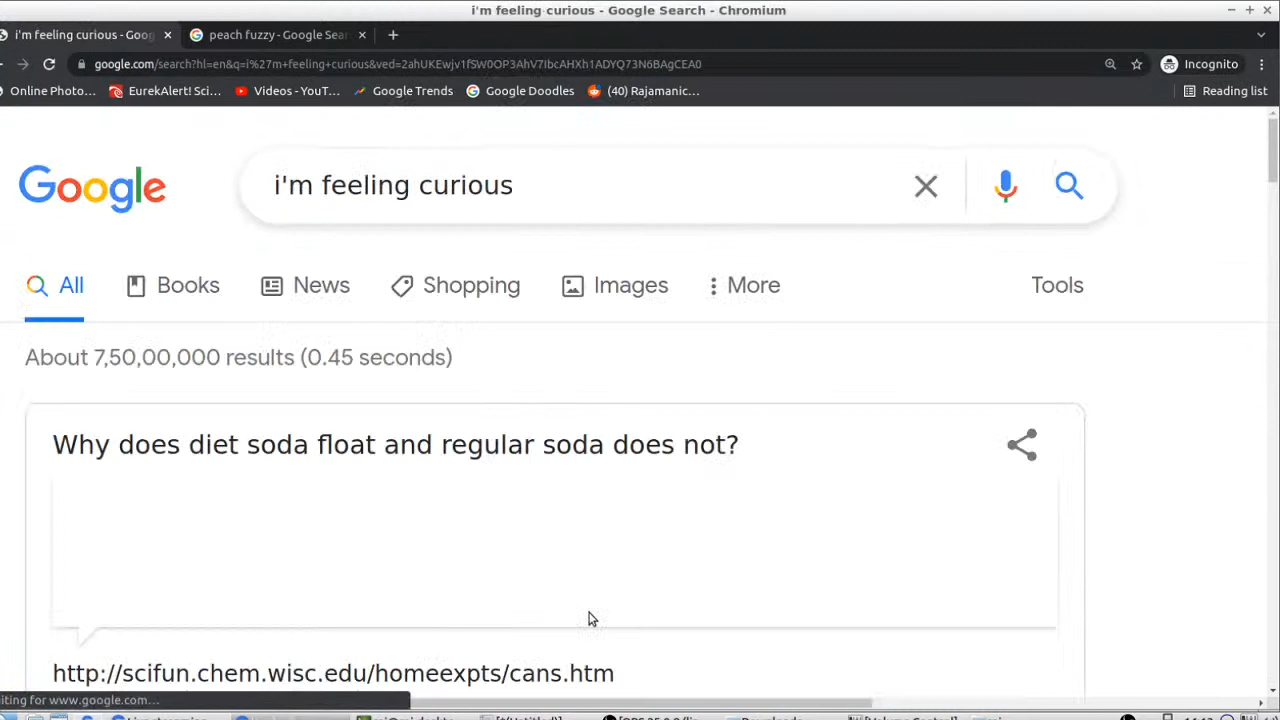 i'm feeling curious - Google Search - Chromium
i'm feeling curious - Goog
peach fuzzy - Google Sear
google.com/search?hl=en&q=i%27m+feeling+curious&ved=2ahUKEwjv1fSW0OP3AhV7IbcAHXh1ADYQ73N6BAgCEA0
Incognito
Online Photo…
EurekAlert! Sci…
Videos - YouT…
Google Trends
Google Doodles
(40) Rajamanic…
Reading list
Google
i'm feeling curious
All
Books
News
Shopping
Images
More
Tools
About 7,50,00,000 results (0.45 seconds)
Why does diet soda float and regular soda does not?
http://scifun.chem.wisc.edu/homeexpts/cans.htm
iting for www.google.com…